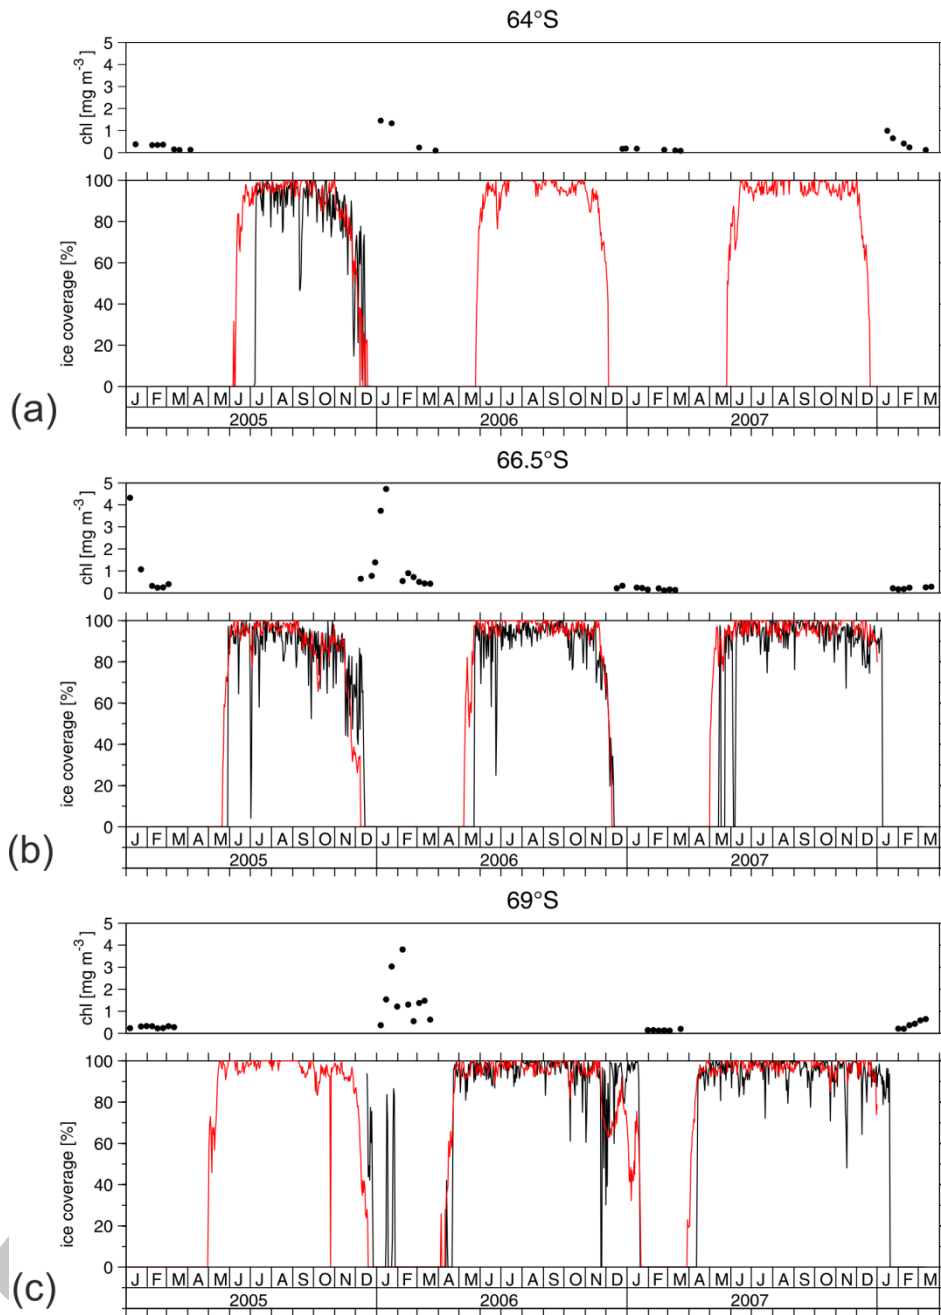 64°S
chl [mg m⁻³ ]
5
4
3
2
1
0
ice coverage [%]
100
80
60
40
20
0
J F M A M J J A S O N D J F M A M J J A S O N D J F M A M J J A S O N D J F M
2005 2006 2007
(a)
66.5°S
chl [mg m⁻³ ]
5
4
3
2
1
0
ice coverage [%]
100
80
60
40
20
0
J F M A M J J A S O N D J F M A M J J A S O N D J F M A M J J A S O N D J F M
2005 2006 2007
(b)
69°S
chl [mg m⁻³ ]
5
4
3
2
1
0
ice coverage [%]
100
80
60
40
20
0
J F M A M J J A S O N D J F M A M J J A S O N D J F M A M J J A S O N D J F M
2005 2006 2007
(c)